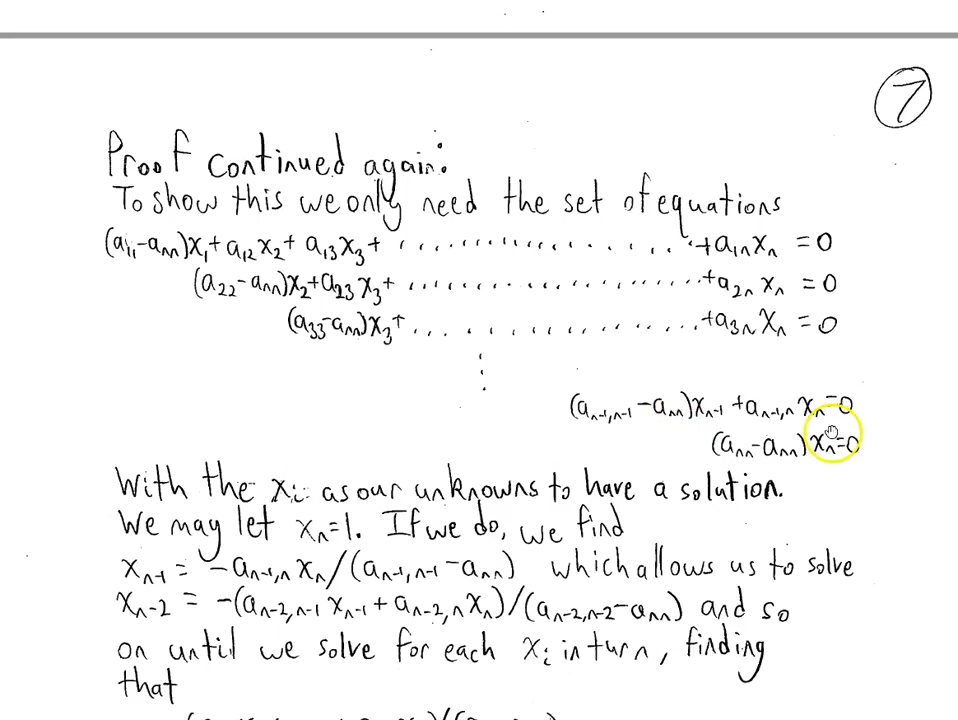 7
Proof continued again:
To show this we only need the set of equations
(a₁₁-aₙₙ)x₁+a₁₂x₂+a₁₃x₃+..................+a₁ₙxₙ=0
(a₂₂-aₙₙ)x₂+a₂₃x₃+..................+a₂ₙxₙ=0
(a₃₃-aₙₙ)x₃+..................+a₃ₙxₙ=0
⋮
(aₙ₋₁,ₙ₋₁-aₙₙ)xₙ₋₁+aₙ₋₁,ₙxₙ=0
(aₙₙ-aₙₙ)xₙ=0
With the xᵢ as our unknowns to have a solution.
We may let xₙ=1. If we do, we find
xₙ₋₁=-aₙ₋₁,ₙxₙ/(aₙ₋₁,ₙ₋₁-aₙₙ) which allows us to solve
xₙ₋₂=-(aₙ₋₂,ₙ₋₁xₙ₋₁+aₙ₋₂,ₙxₙ)/(aₙ₋₂,ₙ₋₂-aₙₙ) and so
on until we solve for each xᵢ in turn, finding
that